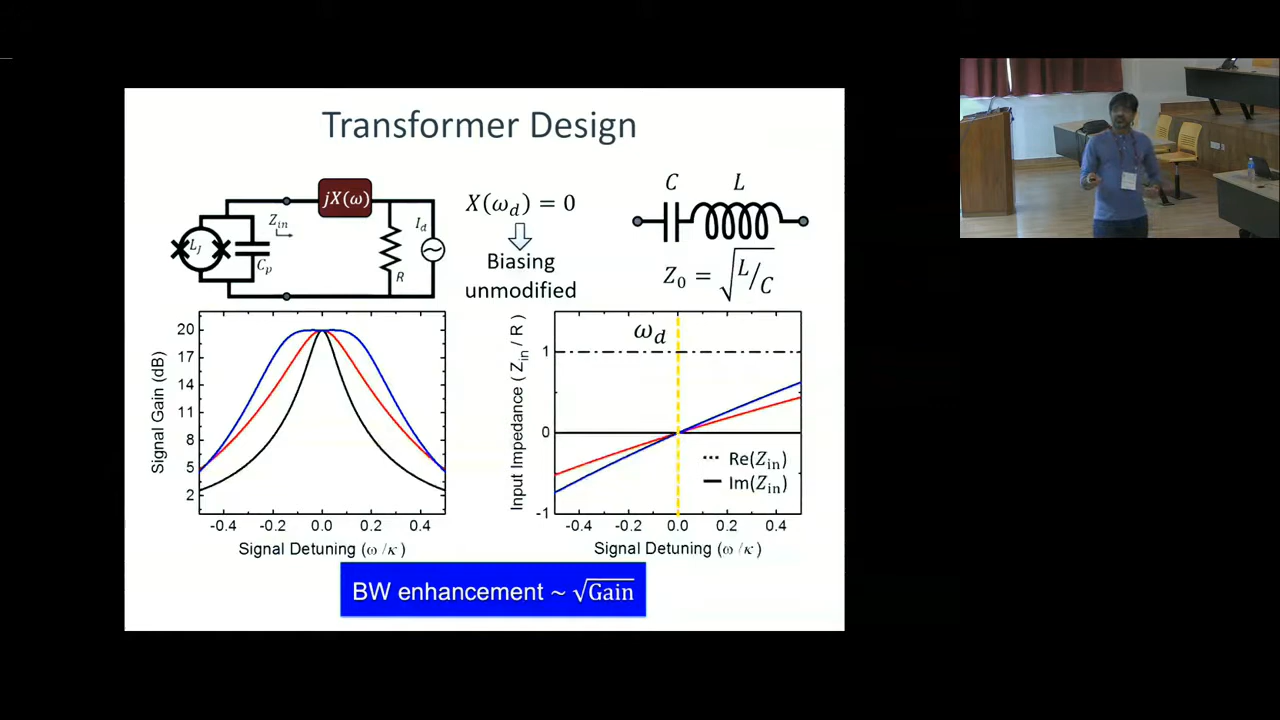 Transformer Design
jX(ω)
Z_in
L_J
C_p
R
I_d
X(ω_d) = 0
Biasing
unmodified
C L
Z_0 = √L/C
Signal Gain (dB)
20
17
14
11
8
5
2
-0.4 -0.2 0.0 0.2 0.4
Signal Detuning (ω/κ)
Input Impedance ( Z_in / R )
ω_d
1
0
-1
Re(Z_in)
Im(Z_in)
-0.4 -0.2 0.0 0.2 0.4
Signal Detuning (ω/κ)
BW enhancement ~ √Gain